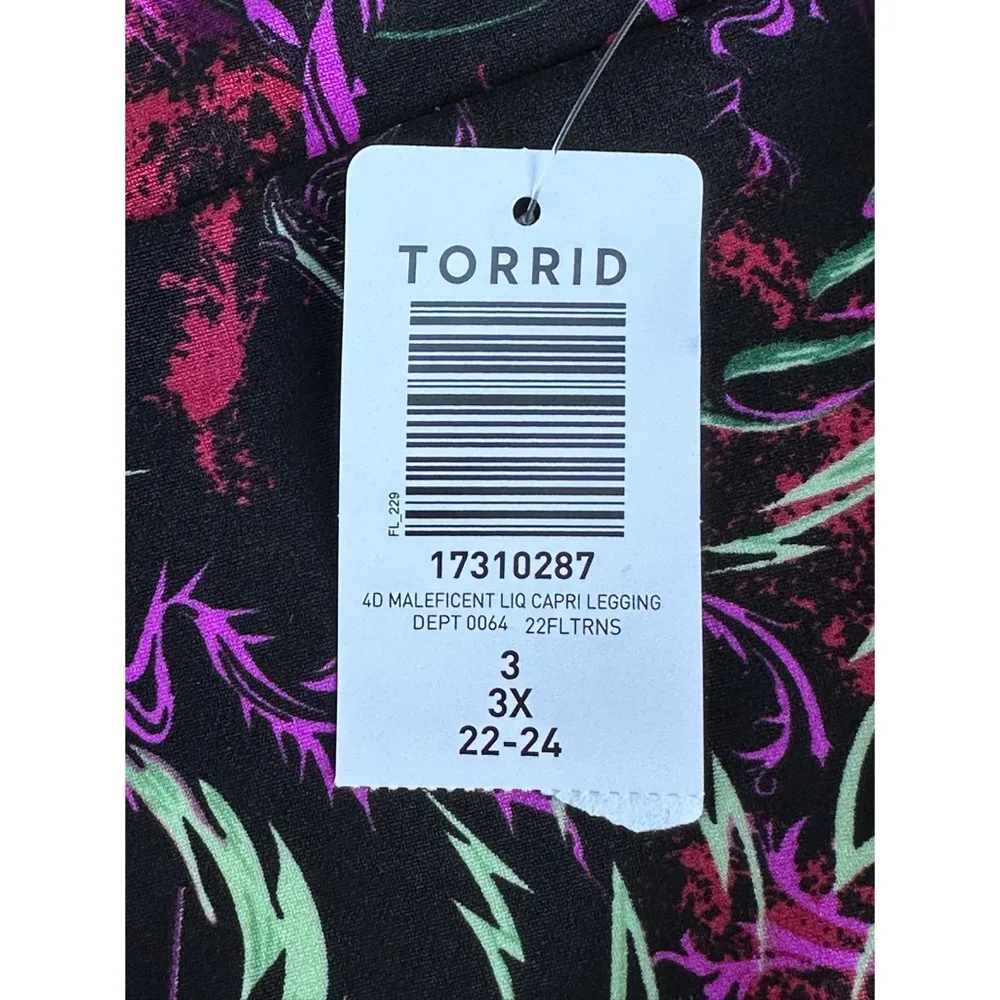 TORRID
FL_229
17310287
4D MALEFICENT LIQ CAPRI LEGGING
DEPT 0064 22FLTRNS
3
3X
22-24